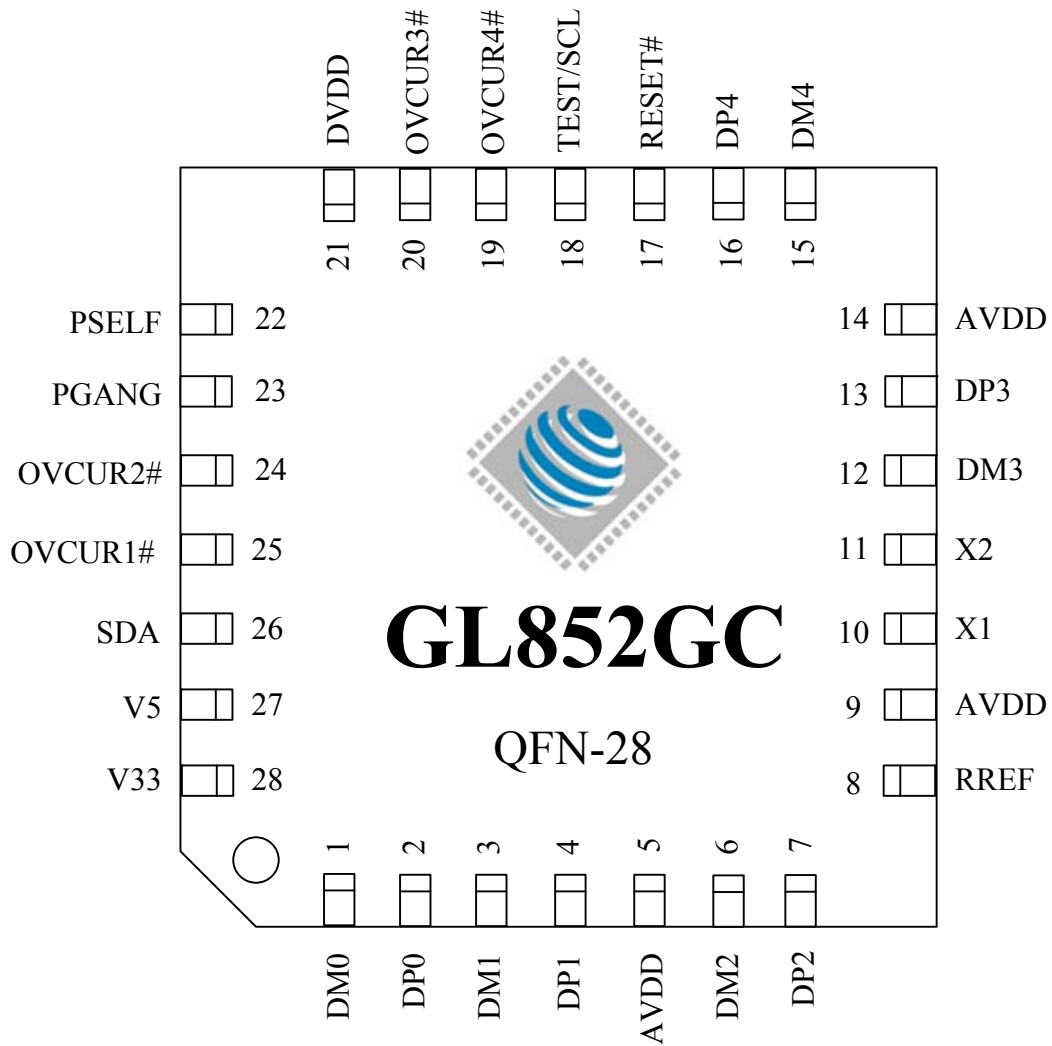 DVDD
OVCUR3#
OVCUR4#
TEST/SCL
RESET#
DP4
DM4
21
20
19
18
17
16
15
PSELF 22
14 AVDD
PGANG 23
13 DP3
OVCUR2# 24
12 DM3
OVCUR1# 25
11 X2
SDA 26
10 X1
V5 27
9 AVDD
V33 28
8 RREF
GL852GC
QFN-28
1
2
3
4
5
6
7
DM0
DP0
DM1
DP1
AVDD
DM2
DP2